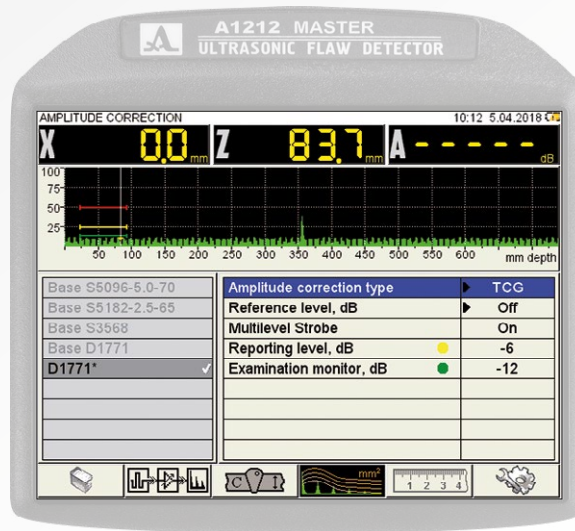 A1212 MASTER
ULTRASONIC FLAW DETECTOR
AMPLITUDE CORRECTION 10:12 5.04.2018
X 0.0 mm Z 83.7 mm A - - - - - dB
100
75
50
25
50 100 150 200 250 300 350 400 450 500 550 600 mm depth
Base S5096-5.0-70
Base S5182-2.5-65
Base S3568
Base D1771
D1771*
Amplitude correction type TCG
Reference level, dB Off
Multilevel Strobe On
Reporting level, dB -6
Examination monitor, dB -12
C I mm² 1 2 3 4